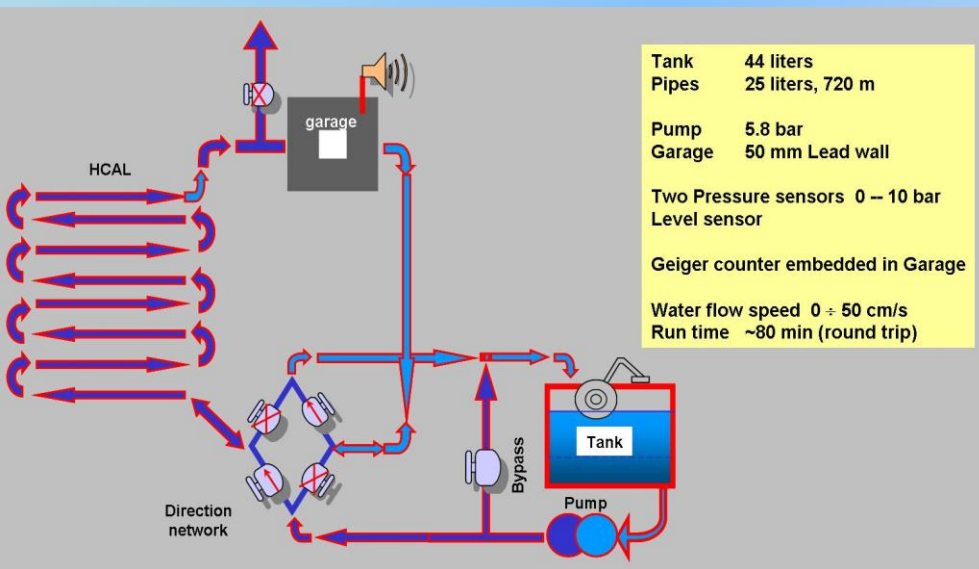 garage
HCAL
Tank 44 liters
Pipes 25 liters, 720 m
Pump 5.8 bar
Garage 50 mm Lead wall
Two Pressure sensors 0 -- 10 bar
Level sensor
Geiger counter embedded in Garage
Water flow speed 0 ÷ 50 cm/s
Run time ~80 min (round trip)
Tank
Bypass
Pump
Direction
network